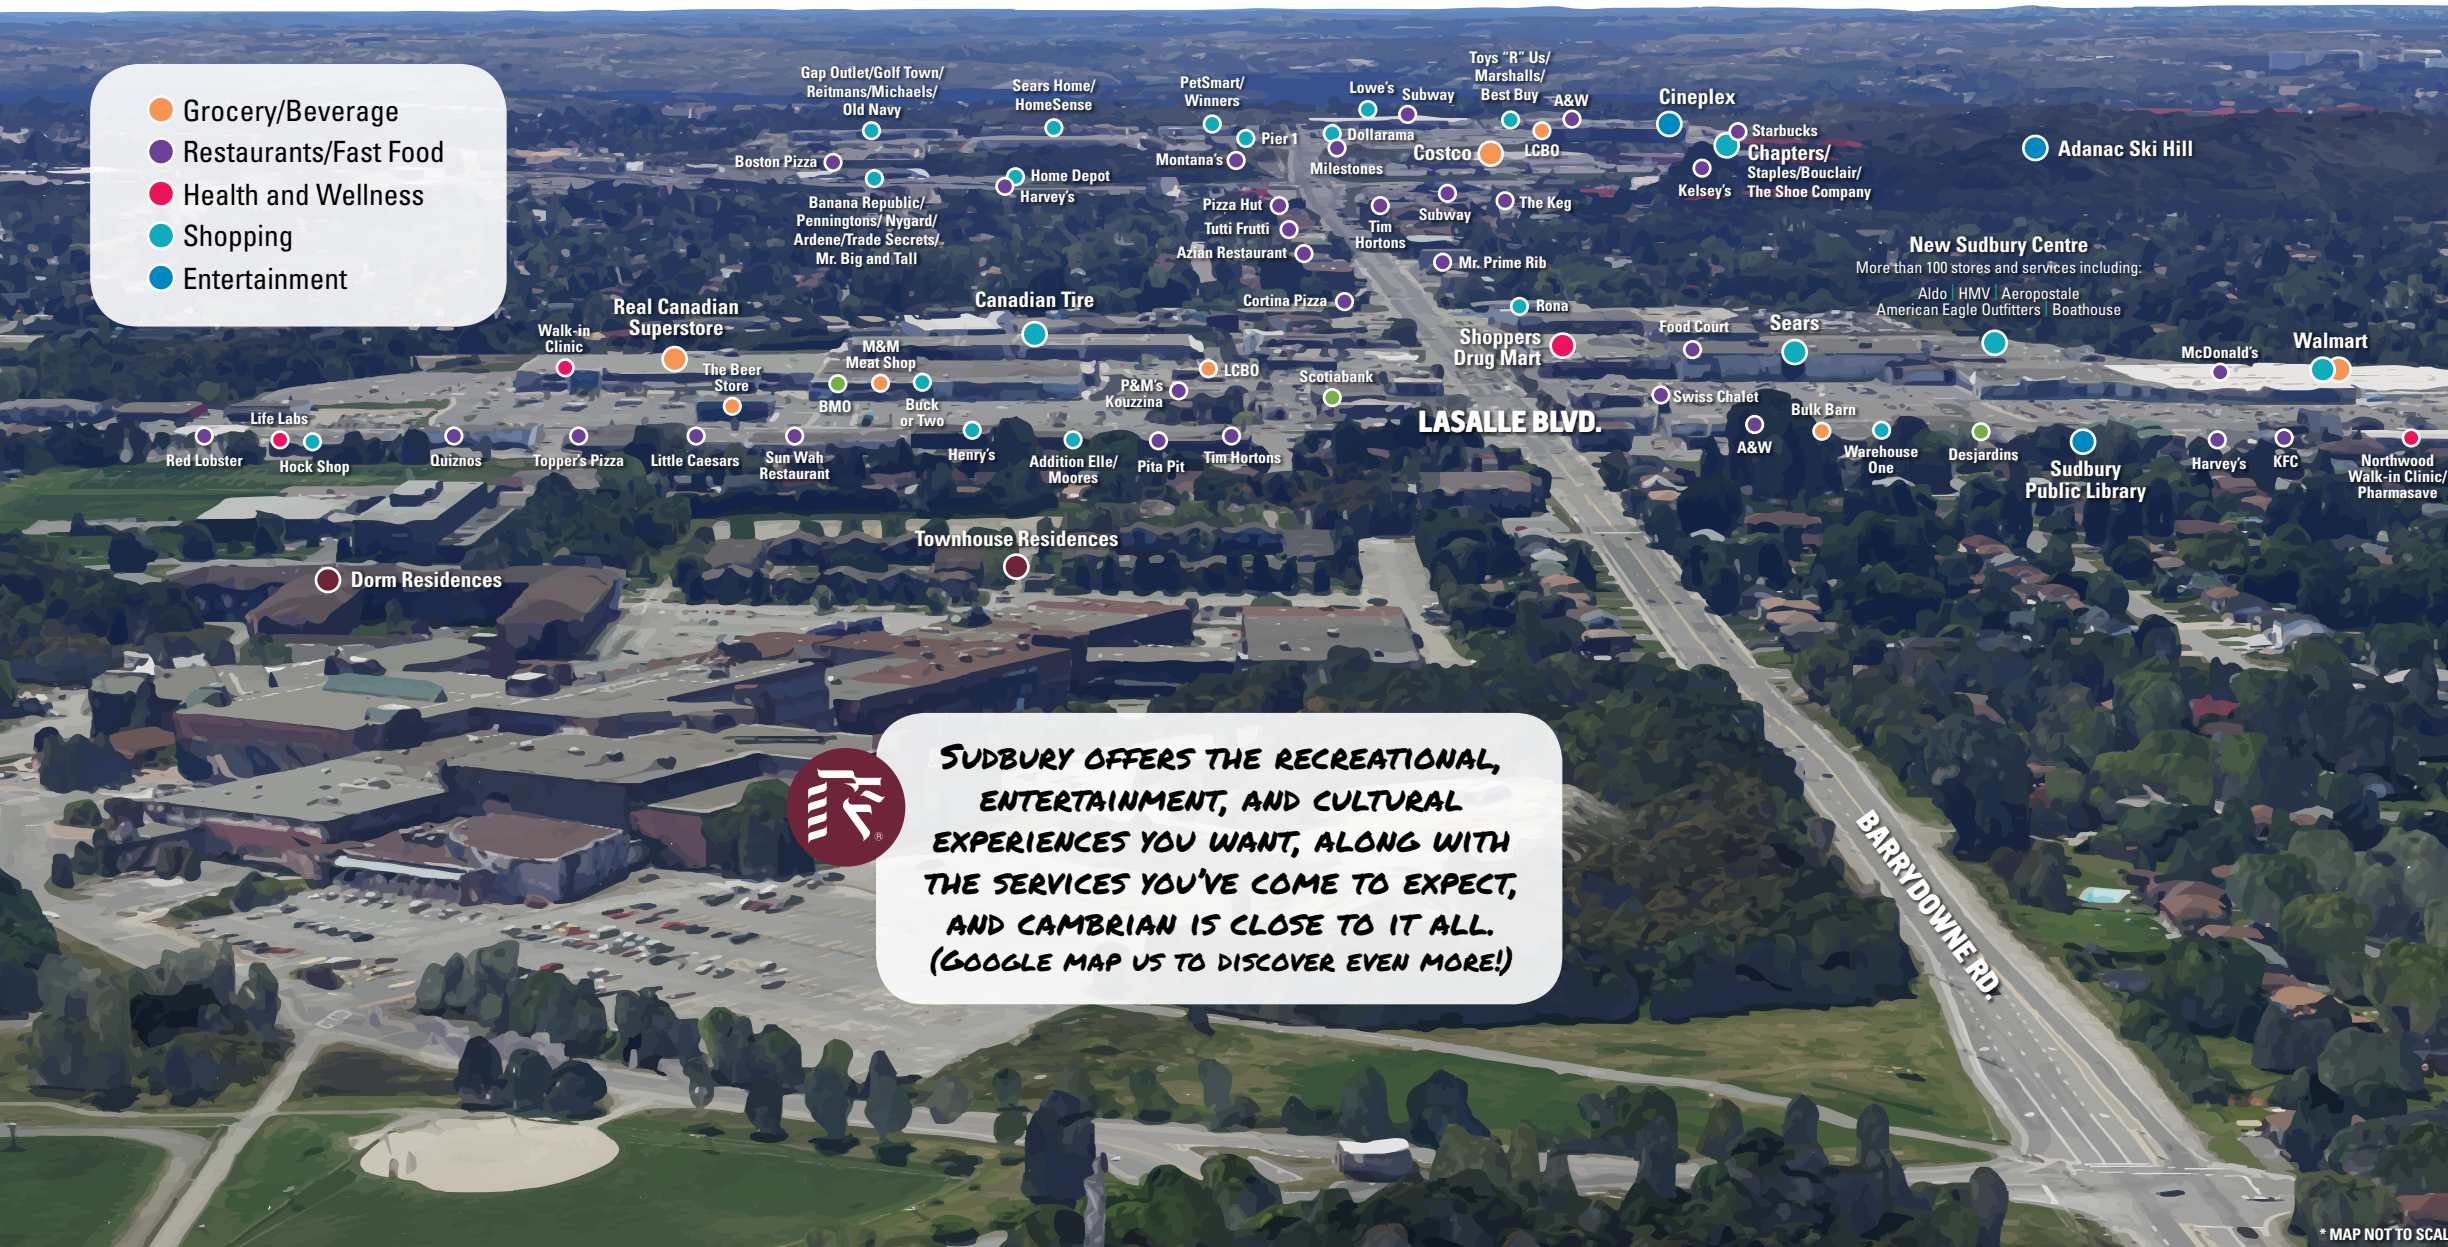 Grocery/Beverage
Restaurants/Fast Food
Health and Wellness
Shopping
Entertainment
Gap Outlet/Golf Town/
Reitmans/Michaels/
Old Navy
Sears Home/
HomeSense
PetSmart/
Winners
Pier 1
Lowe's
Subway
Toys “R” Us/
Marshalls/
Best Buy
A&W
Cineplex
Starbucks
Chapters/
Staples/Bouclair/
The Shoe Company
Kelsey's
Adanac Ski Hill
Boston Pizza
Banana Republic/
Penningtons/ Nygard/
Ardene/Trade Secrets/
Mr. Big and Tall
Home Depot
Harvey's
Montana's
Dollarama
Milestones
Costco
LCBO
Pizza Hut
Tutti Frutti
Azian Restaurant
Tim
Hortons
Subway
The Keg
Mr. Prime Rib
Cortina Pizza
Rona
New Sudbury Centre
More than 100 stores and services including:
Aldo | HMV | Aeropostale
American Eagle Outfitters | Boathouse
Walk-in
Clinic
Real Canadian
Superstore
The Beer
Store
M&M
Meat Shop
BMO
Buck
or Two
Canadian Tire
P&M's
Kouzzina
LCBO
Scotiabank
Shoppers
Drug Mart
Food Court
Sears
McDonald's
Walmart
LASALLE BLVD.
Swiss Chalet
Red Lobster
Life Labs
Hock Shop
Quiznos
Topper's Pizza
Little Caesars
Sun Wah
Restaurant
Henry's
Addition Elle/
Moores
Pita Pit
Tim Hortons
A&W
Bulk Barn
Warehouse
One
Desjardins
Sudbury
Public Library
Harvey's
KFC
Northwood
Walk-in Clinic/
Pharmasave
Dorm Residences
Townhouse Residences
Sudbury offers the recreational,
entertainment, and cultural
experiences you want, along with
the services you've come to expect,
and Cambrian is close to it all.
(Google map us to discover even more!)
®
BARRYDOWNE RD.
* MAP NOT TO SCAL